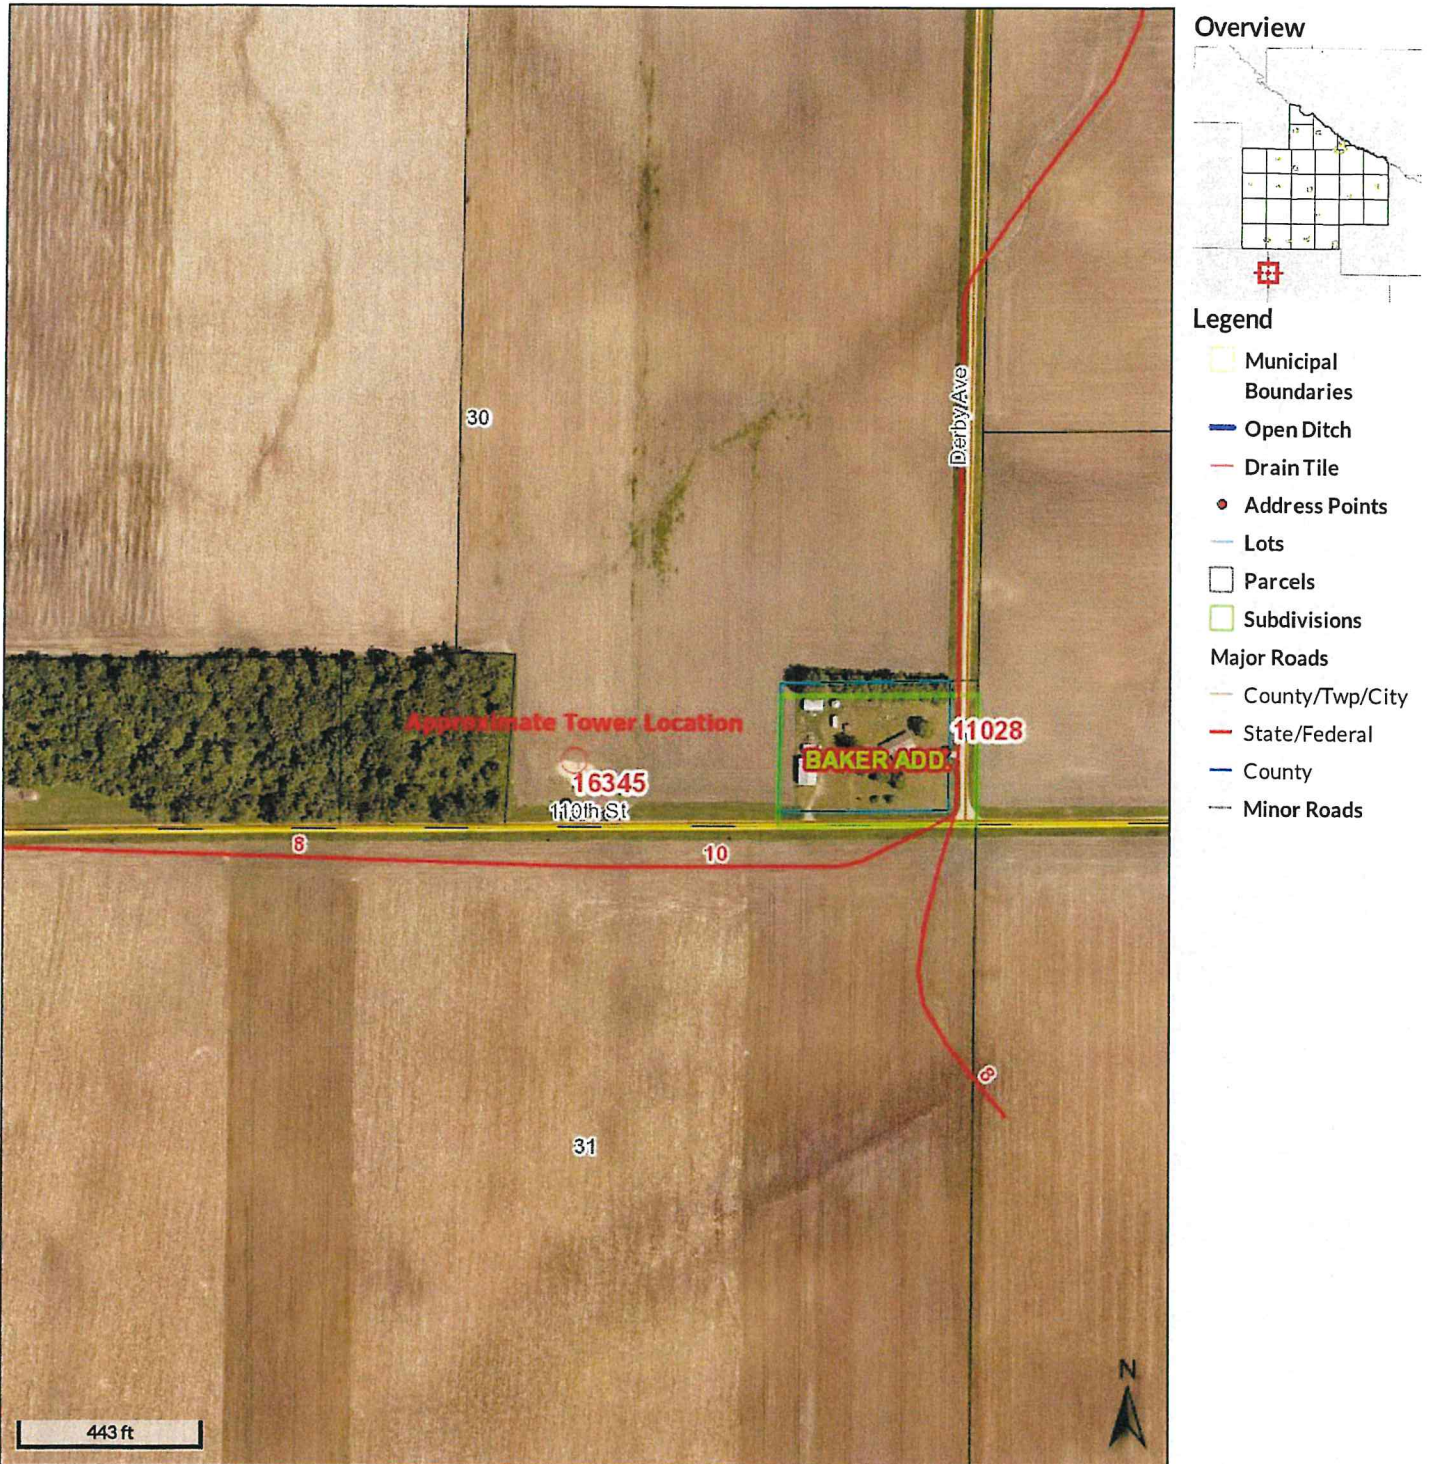 Overview
Legend
Municipal
Boundaries
Open Ditch
Drain Tile
Address Points
Lots
Parcels
Subdivisions
Major Roads
County/Twp/City
State/Federal
County
Minor Roads
30
Derby Ave
Approximate Tower Location
11028
BAKER ADD.
16345
110th St
8
10
8
31
N
443 ft